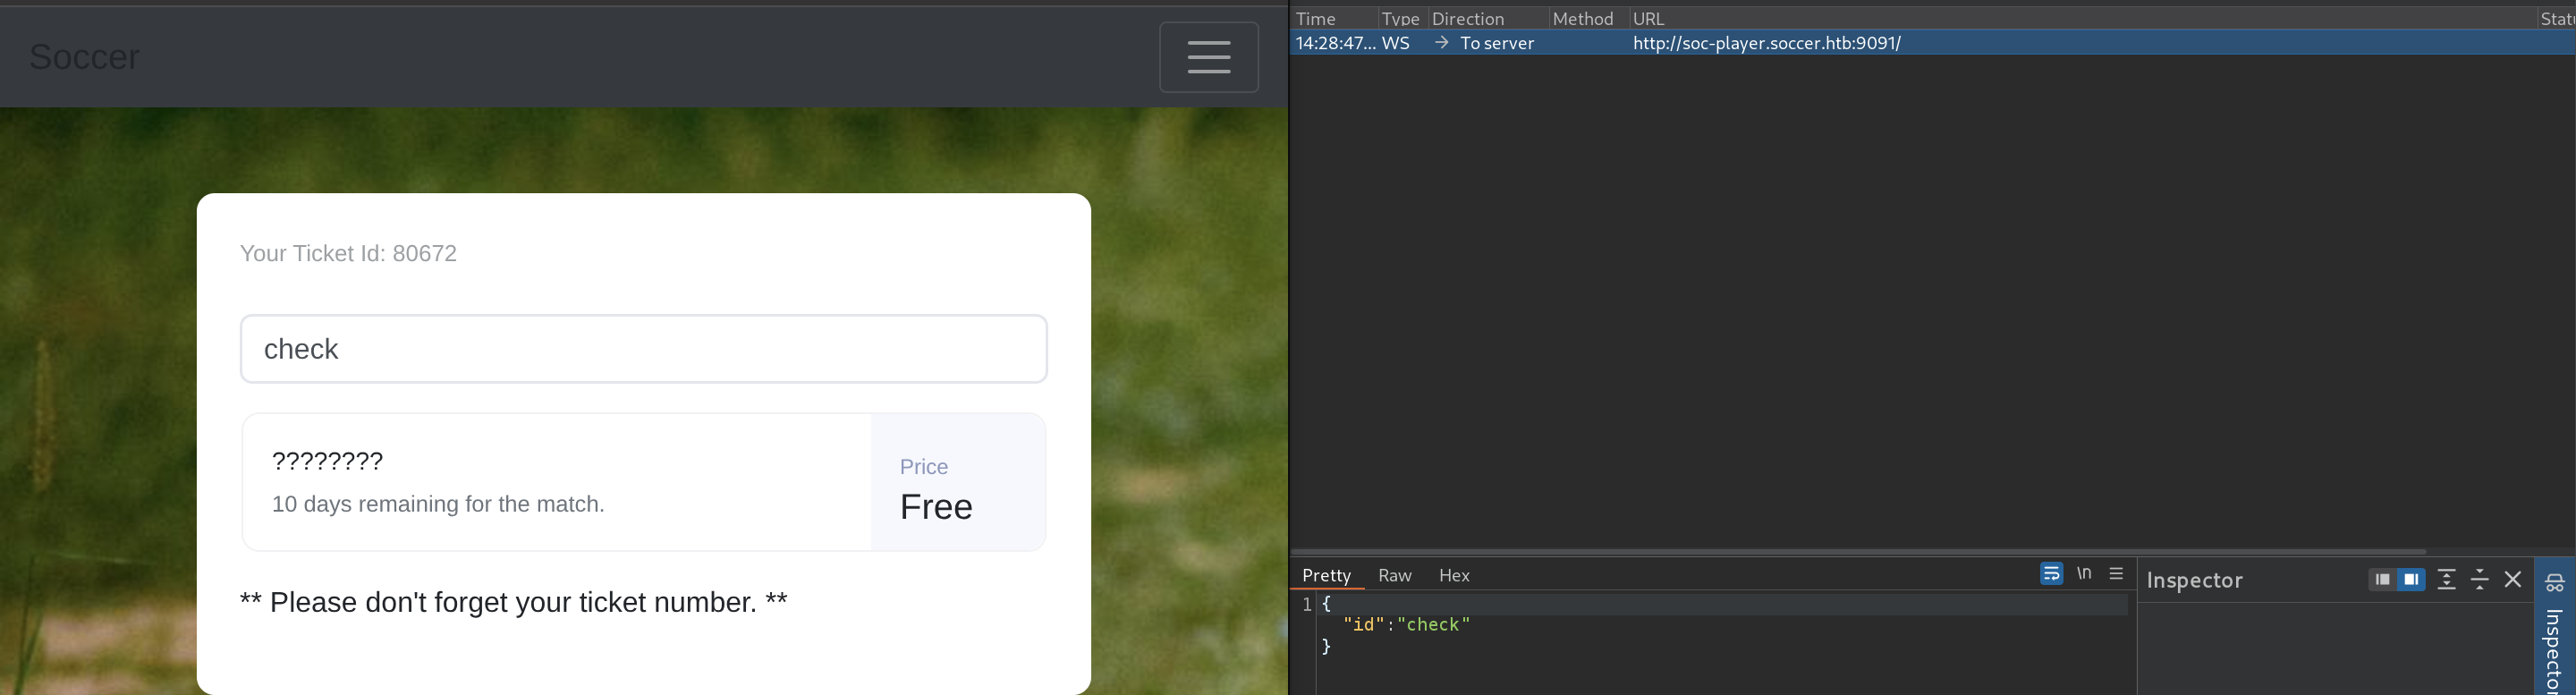 Soccer
Your Ticket Id: 80672
check
????????
10 days remaining for the match.
Price
Free
** Please don't forget your ticket number. **
Time Type Direction Method URL Statu
14:28:47... WS → To server http://soc-player.soccer.htb:9091/
Pretty Raw Hex \n
1 {
"id":"check"
}
Inspector
Inspector